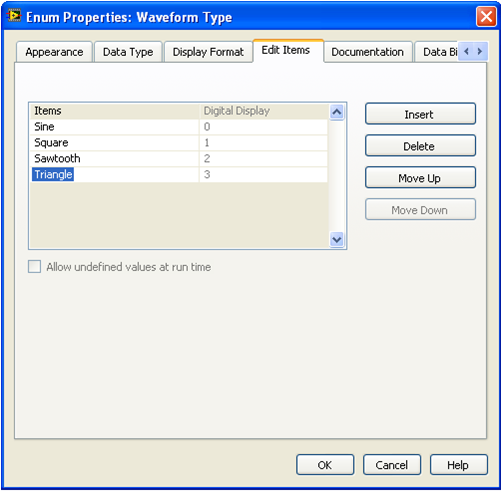 Enum Properties: Waveform Type
Appearance Data Type Display Format Edit Items Documentation Data Bi
Items Digital Display
Sine 0
Square 1
Sawtooth 2
Triangle 3
Insert
Delete
Move Up
Move Down
Allow undefined values at run time
OK Cancel Help